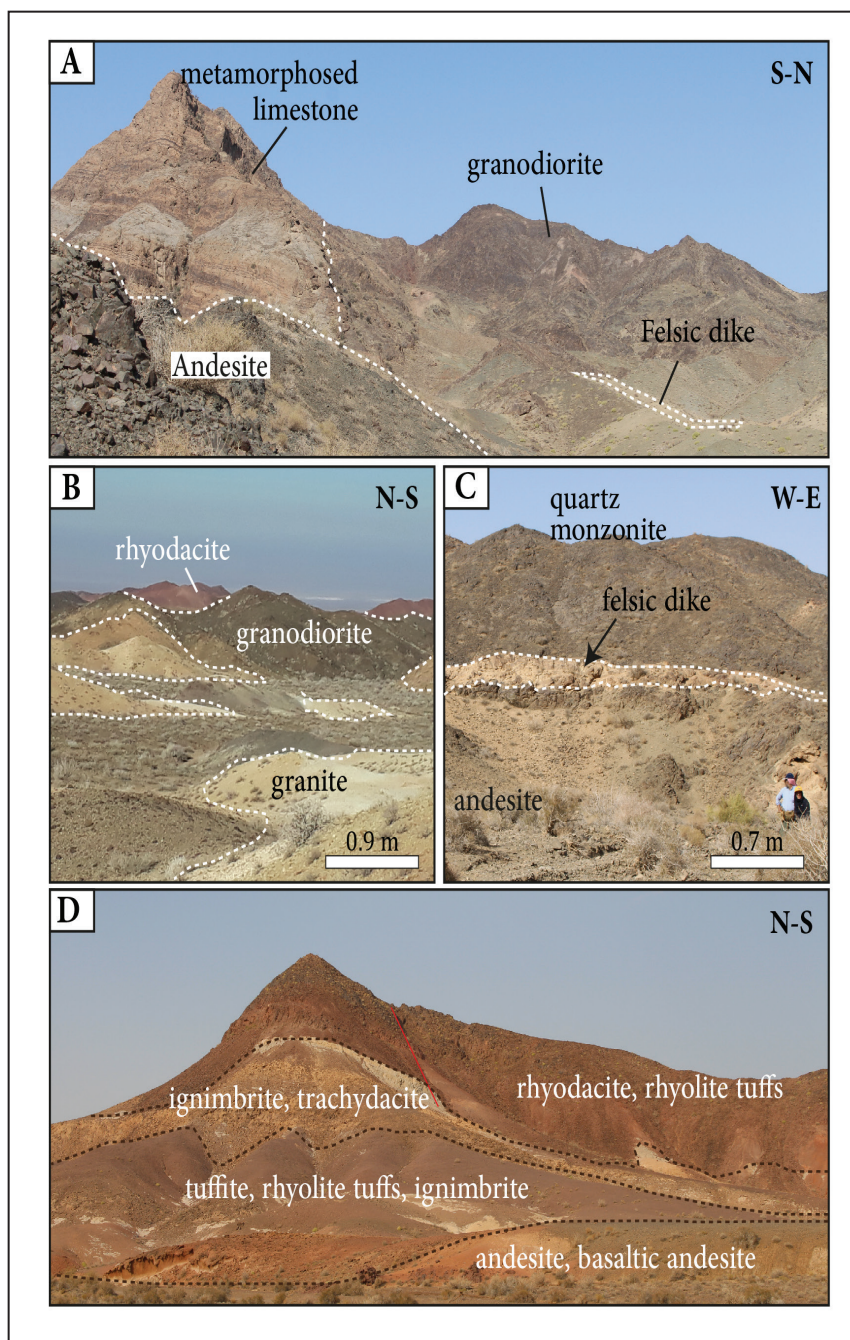 A
S-N
metamorphosed
limestone
granodiorite
Felsic dike
Andesite
B
N-S
rhyodacite
granodiorite
granite
0.9 m
C
W-E
quartz
monzonite
felsic dike
andesite
0.7 m
D
N-S
ignimbrite, trachydacite
rhyodacite, rhyolite tuffs
tuffite, rhyolite tuffs, ignimbrite
andesite, basaltic andesite